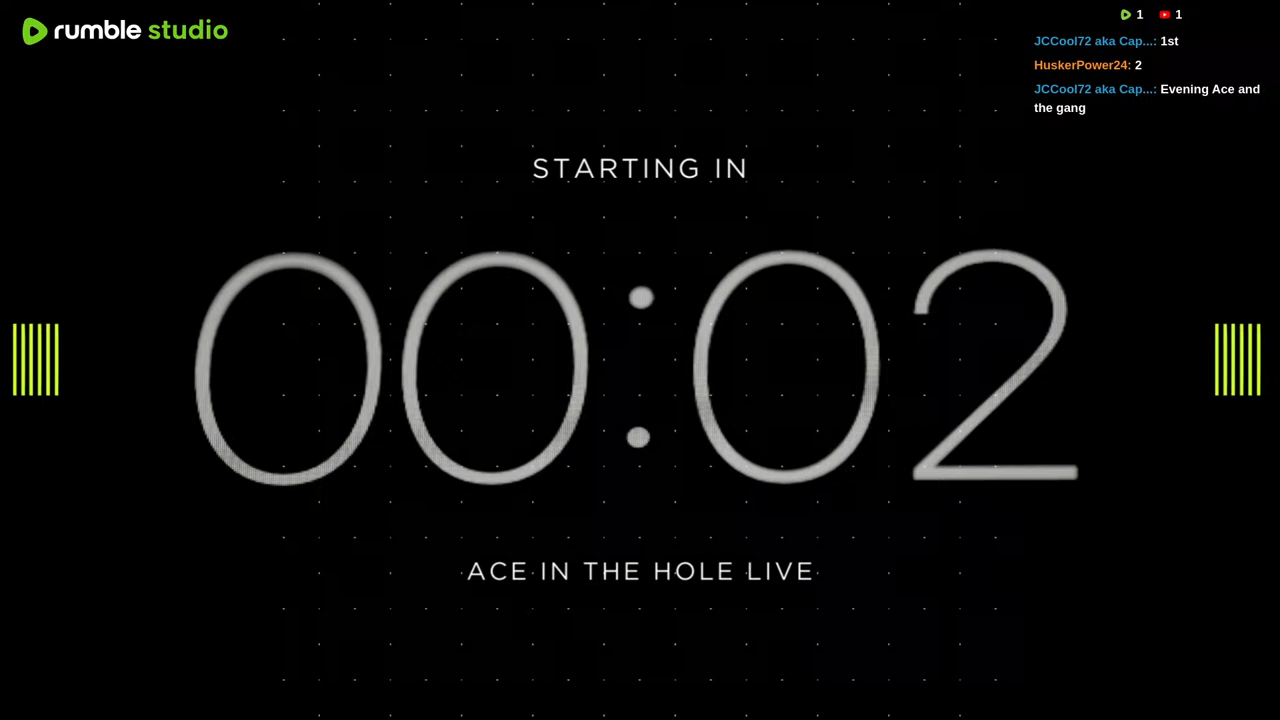 rumble studio
1 1
JCCool72 aka Cap...: 1st
HuskerPower24: 2
JCCool72 aka Cap...: Evening Ace and
the gang
STARTING IN
00:02
ACE IN THE HOLE LIVE